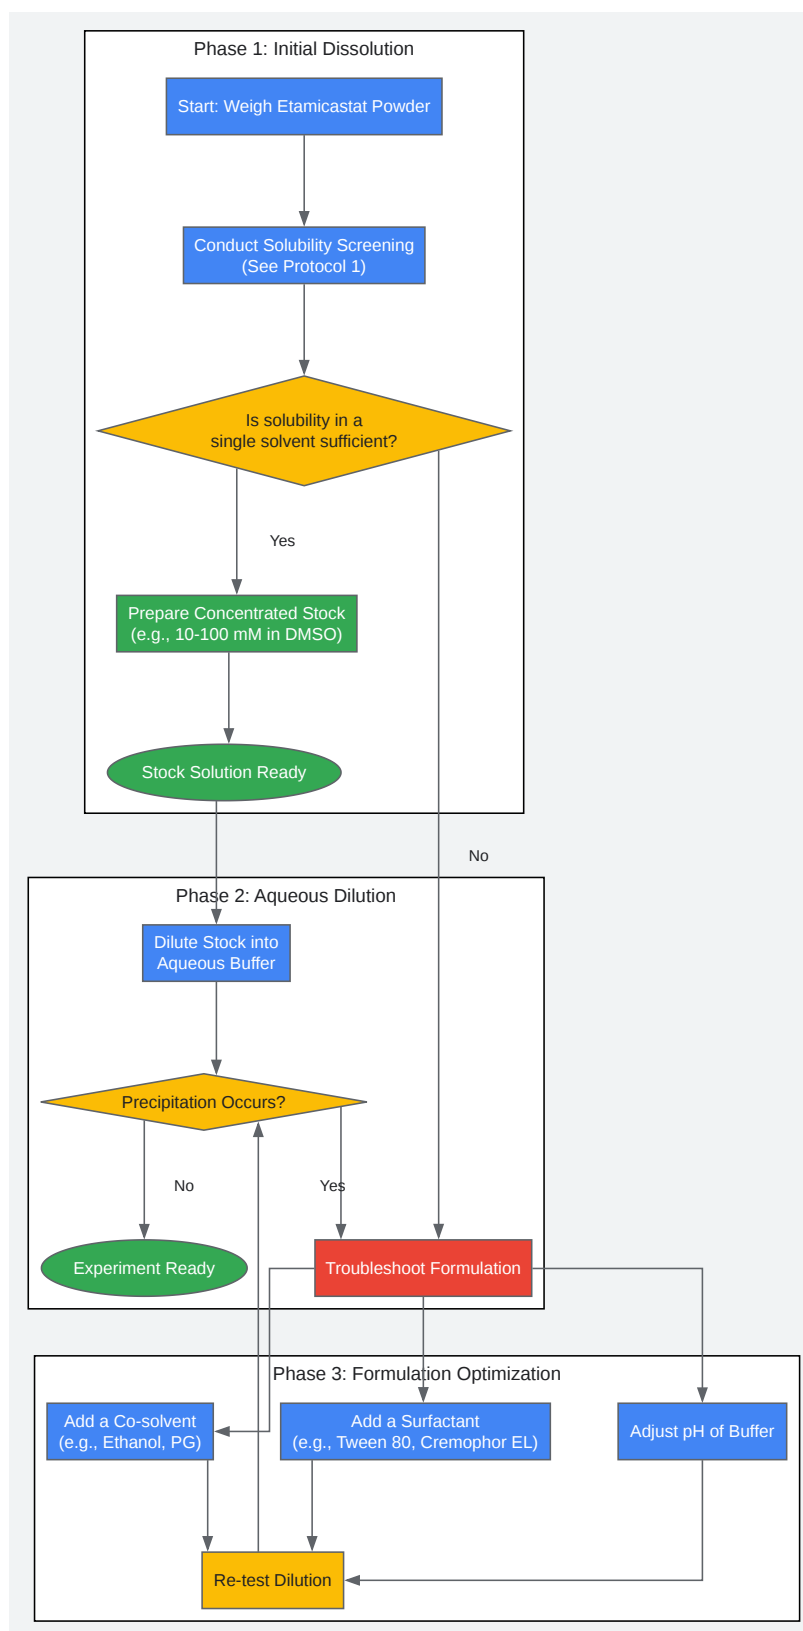 Phase 1: Initial Dissolution
Start: Weigh Etamicastat Powder
Conduct Solubility Screening
(See Protocol 1)
Is solubility in a
single solvent sufficient?
Yes
Prepare Concentrated Stock
(e.g., 10-100 mM in DMSO)
Stock Solution Ready
No
Phase 2: Aqueous Dilution
Dilute Stock into
Aqueous Buffer
Precipitation Occurs?
No
Yes
Experiment Ready
Troubleshoot Formulation
Phase 3: Formulation Optimization
Add a Co-solvent
(e.g., Ethanol, PG)
Add a Surfactant
(e.g., Tween 80, Cremophor EL)
Adjust pH of Buffer
Re-test Dilution